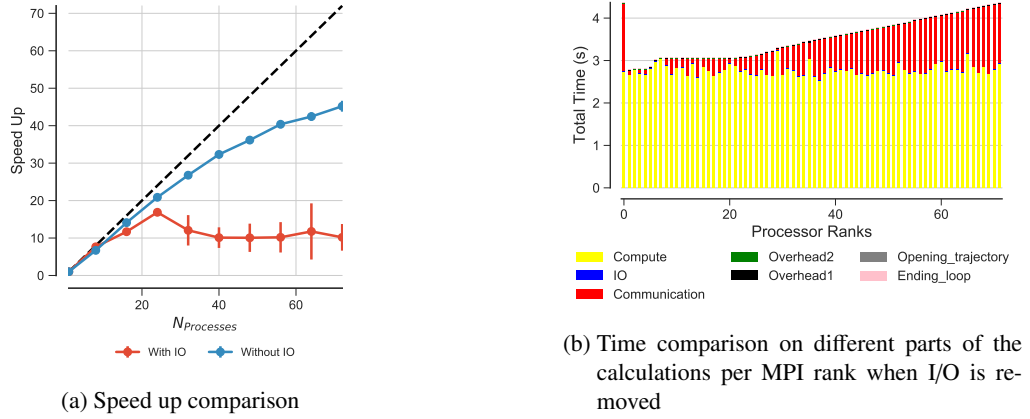 70
60
50
40
30
20
10
0
Speed Up
20
40
60
N_Processes
With IO
Without IO
(a) Speed up comparison
4
3
2
1
0
Total Time (s)
0
20
40
60
Processor Ranks
Compute
IO
Communication
Overhead2
Overhead1
Opening_trajectory
Ending_loop
(b) Time comparison on different parts of the
calculations per MPI rank when I/O is re-
moved